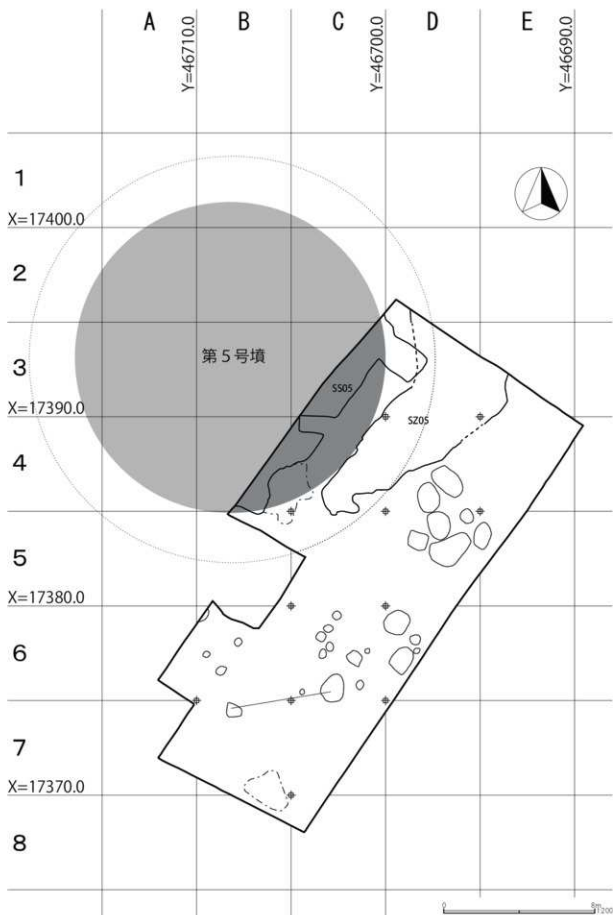 A B C D E
Y=46710.0
Y=46700.0
Y=46690.0
1
X=17400.0
2
3
第5号墳
SS05
X=17390.0
SZ05
4
5
X=17380.0
6
7
X=17370.0
8
0 8m
1:200